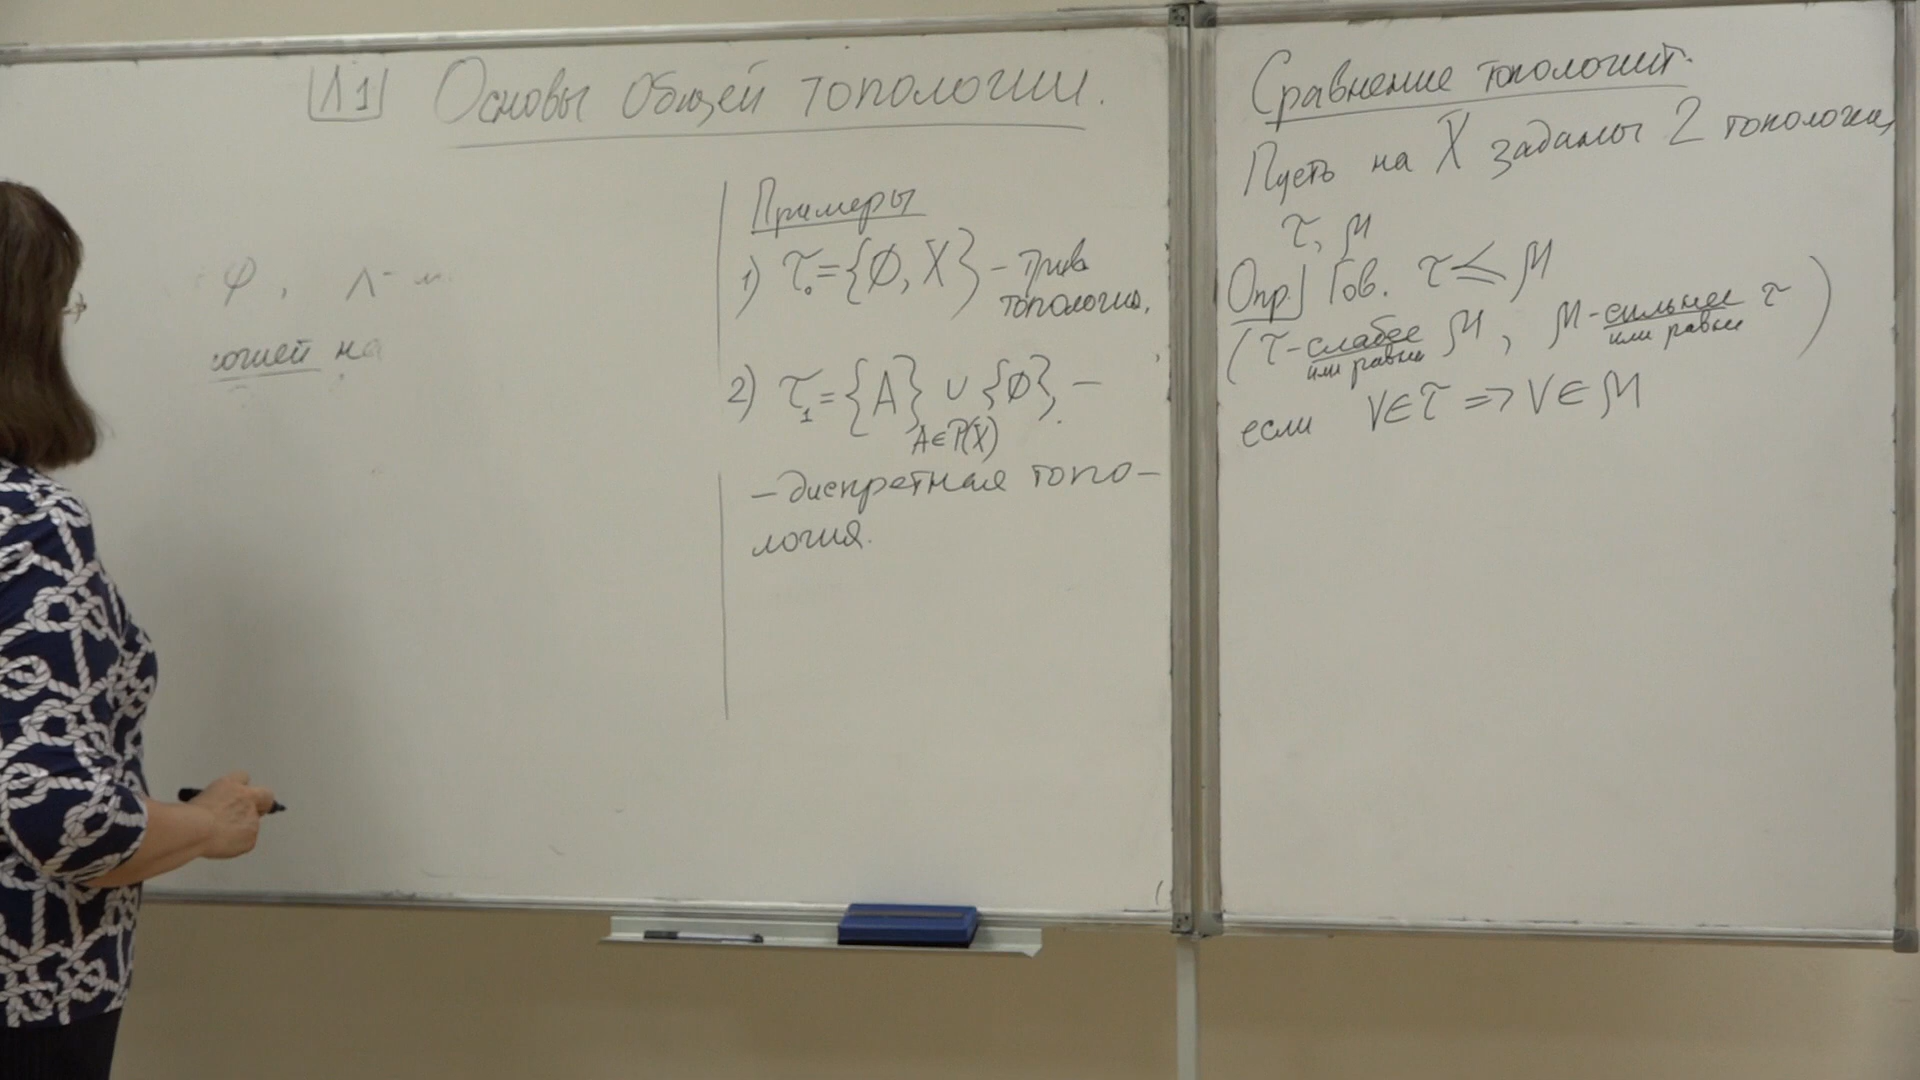 Л1 Основы общей топологии.
φ, Λ - м
огией на
Примеры
1) τ₀ = {∅, X} - трив
топология.
2) τ₁ = {A} ∪ {∅} -
A∈P(X)
- дискретная топо-
логия.
Сравнение топологий.
Пусть на X заданы 2 топологии
τ, μ
Опр] Гов. τ ≤ μ
(τ - слабее μ, μ - сильнее τ)
или равна или равна
если V∈τ => V∈μ